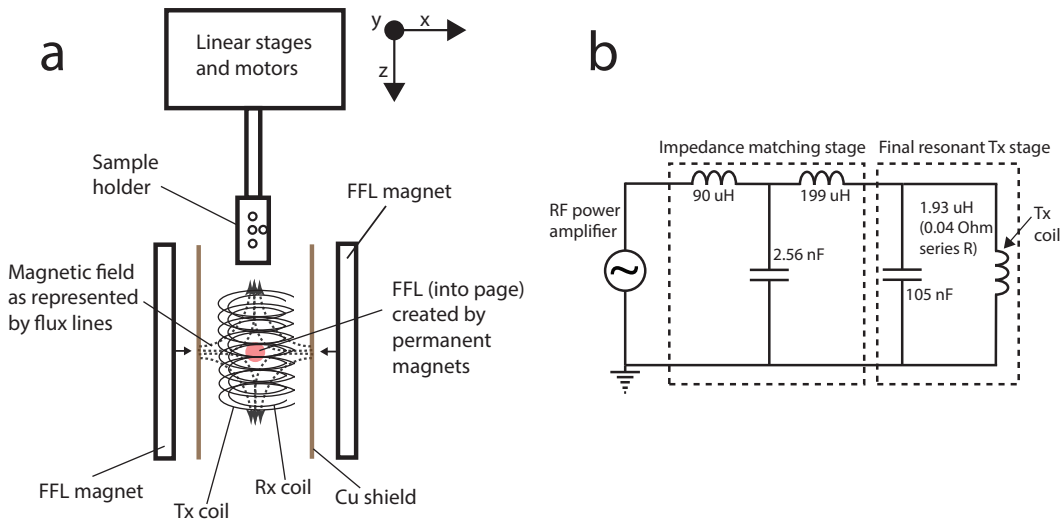 a
Linear stages
and motors
y
x
z
Sample
holder
FFL magnet
Magnetic field
as represented
by flux lines
FFL (into page)
created by
permanent
magnets
FFL magnet
Tx coil
Rx coil
Cu shield
b
Impedance matching stage
Final resonant Tx stage
RF power
amplifier
90 uH
199 uH
2.56 nF
105 nF
1.93 uH
(0.04 Ohm
series R)
Tx
coil